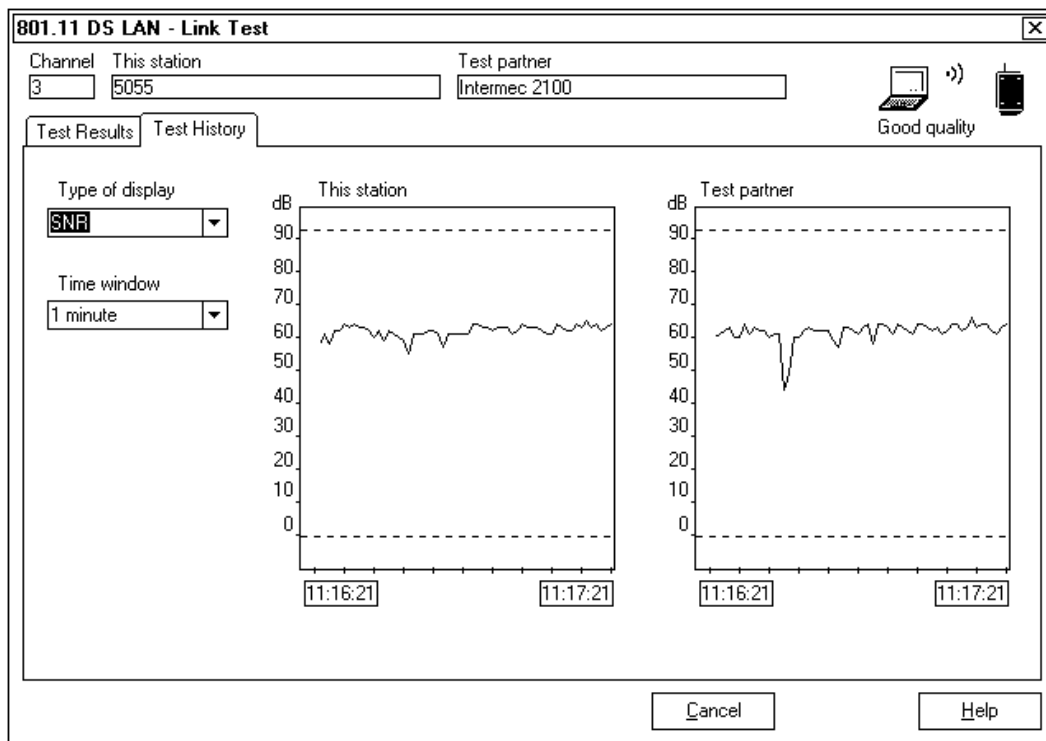 801.11 DS LAN - Link Test
Channel This station Test partner
3 5055 Intermec 2100
Good quality
Test Results Test History
Type of display
SNR
Time window
1 minute
This station
dB
90
80
70
60
50
40
30
20
10
0
11:16:21 11:17:21
Test partner
dB
90
80
70
60
50
40
30
20
10
0
11:16:21 11:17:21
Cancel Help